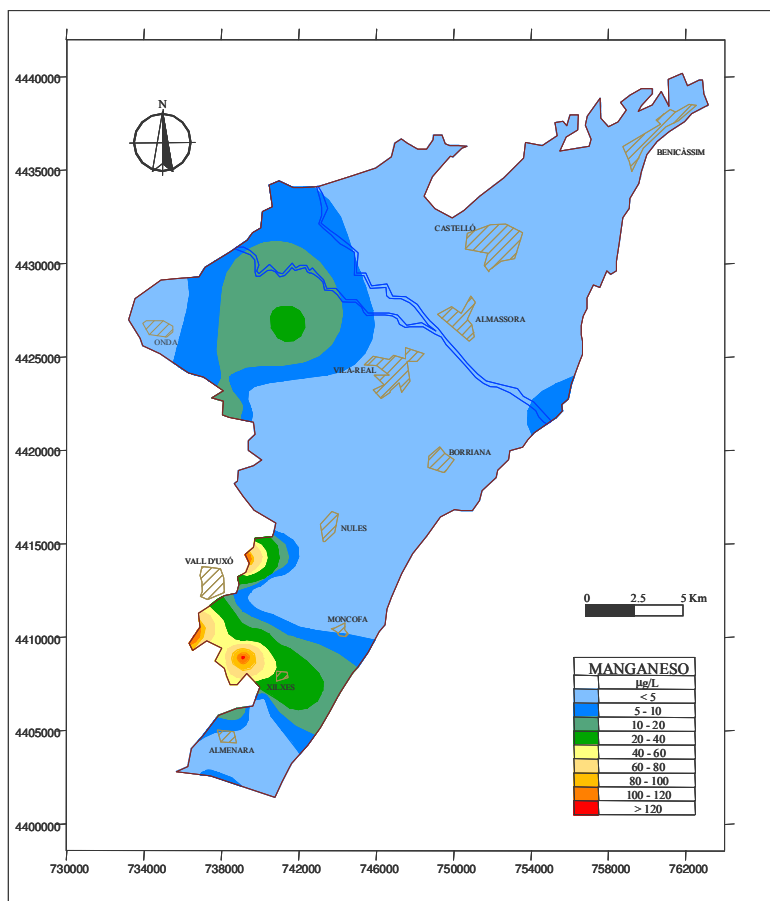 4440000
4435000
4430000
4425000
4420000
4415000
4410000
4405000
4400000
730000
734000
738000
742000
746000
750000
754000
758000
762000
N
BENICÀSSIM
CASTELLÓ
ALMASSORA
ONDA
VILA-REAL
BORRIANA
NULES
VALL D'UXÓ
MONCOFA
XILXES
ALMENARA
0 2.5 5 Km
MANGANESO
µg/L
< 5
5 - 10
10 - 20
20 - 40
40 - 60
60 - 80
80 - 100
100 - 120
> 120